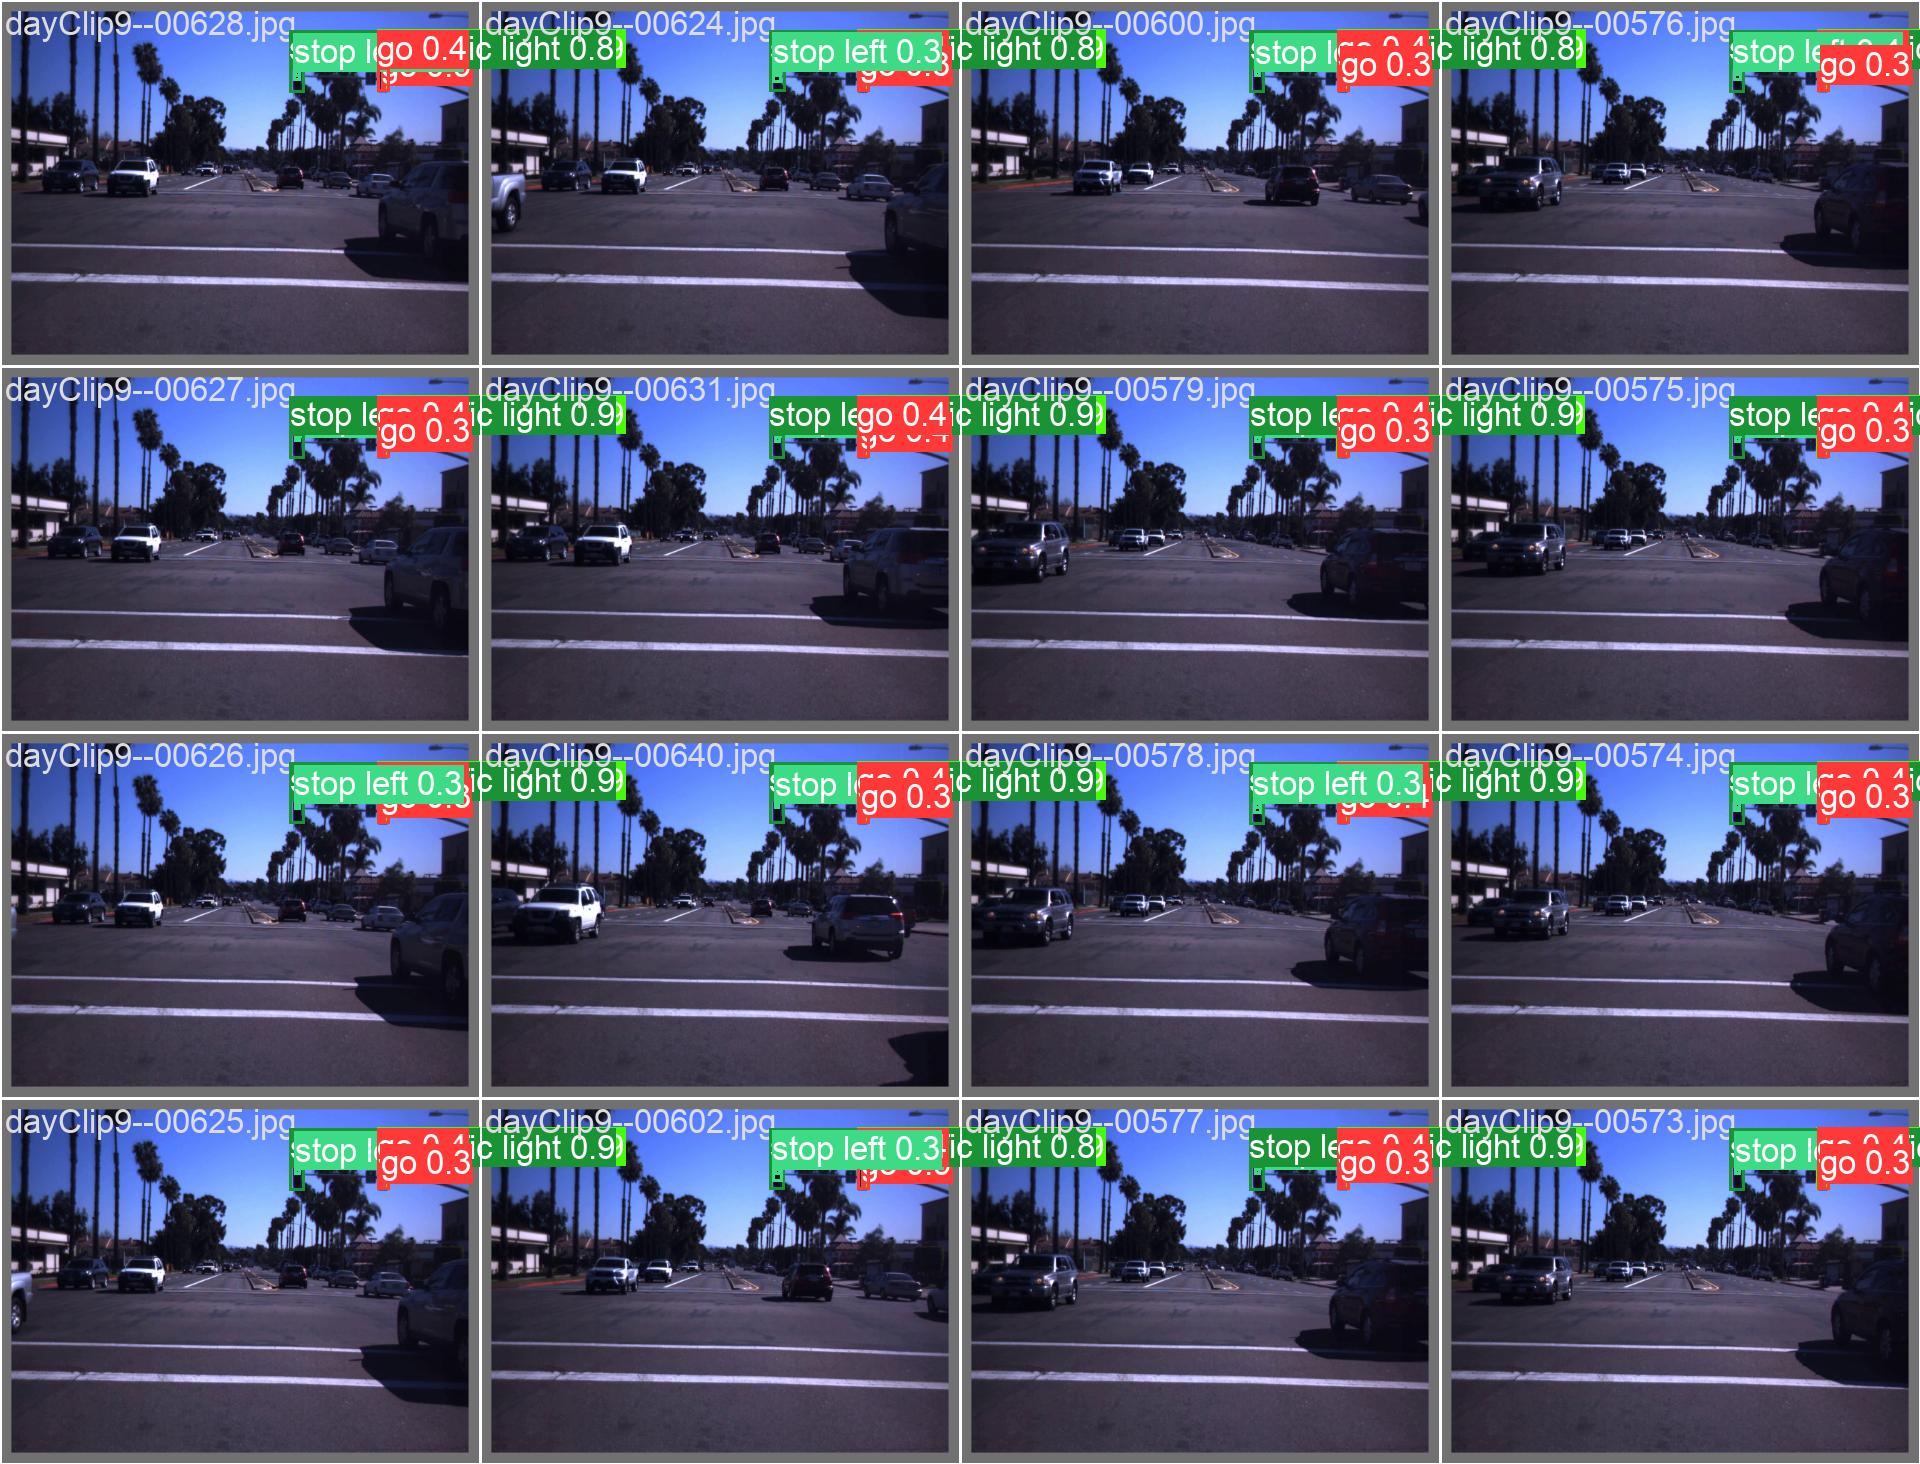 dayClip9--00628.jpg dayClip9--00624.jpg dayClip9--00600.jpg dayClip9--00576.jpg
stop go 0.4 ic light 0.8 stop left 0.3 ic light 0.8 stop go 0.3 ic light 0.8 stop go 0.3
dayClip9--00627.jpg dayClip9--00631.jpg dayClip9--00579.jpg dayClip9--00575.jpg
stop le go 0.3 ic light 0.9 stop le go 0.4 ic light 0.9 stop le go 0.3 ic light 0.9 stop le go 0.3
dayClip9--00626.jpg dayClip9--00640.jpg dayClip9--00578.jpg dayClip9--00574.jpg
stop left 0.3 ic light 0.9 stop go 0.3 ic light 0.9 stop left 0.3 ic light 0.9 stop go 0.3
dayClip9--00625.jpg dayClip9--00602.jpg dayClip9--00577.jpg dayClip9--00573.jpg
stop go 0.3 ic light 0.9 stop left 0.3 fic light 0.8 stop le go 0.3 ic light 0.9 stop go 0.3